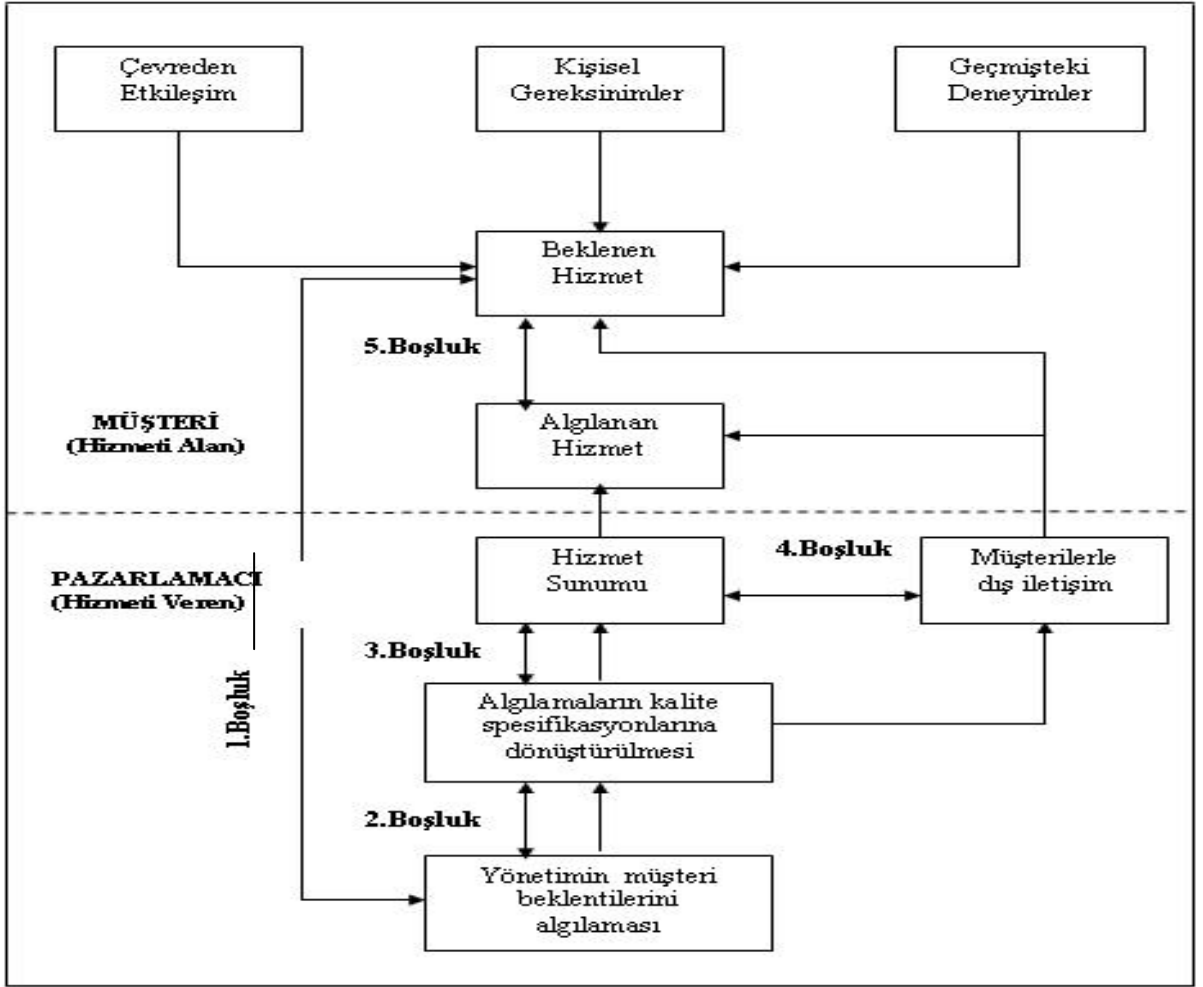 Çevreden
Etkileşim
Kişisel
Gereksinimler
Geçmişteki
Deneyimler
Beklenen
Hizmet
5.Boşluk
MÜŞTERİ
(Hizmeti Alan)
Algılanan
Hizmet
PAZARLAMACI
(Hizmeti Veren)
Hizmet
Sunumu
4.Boşluk
Müşterilerle
dış iletişim
1.Boşluk
3.Boşluk
Algılamaların kalite
spesifikasyonlarına
dönüştürülmesi
2.Boşluk
Yönetimin müşteri
beklentilerini
algılaması